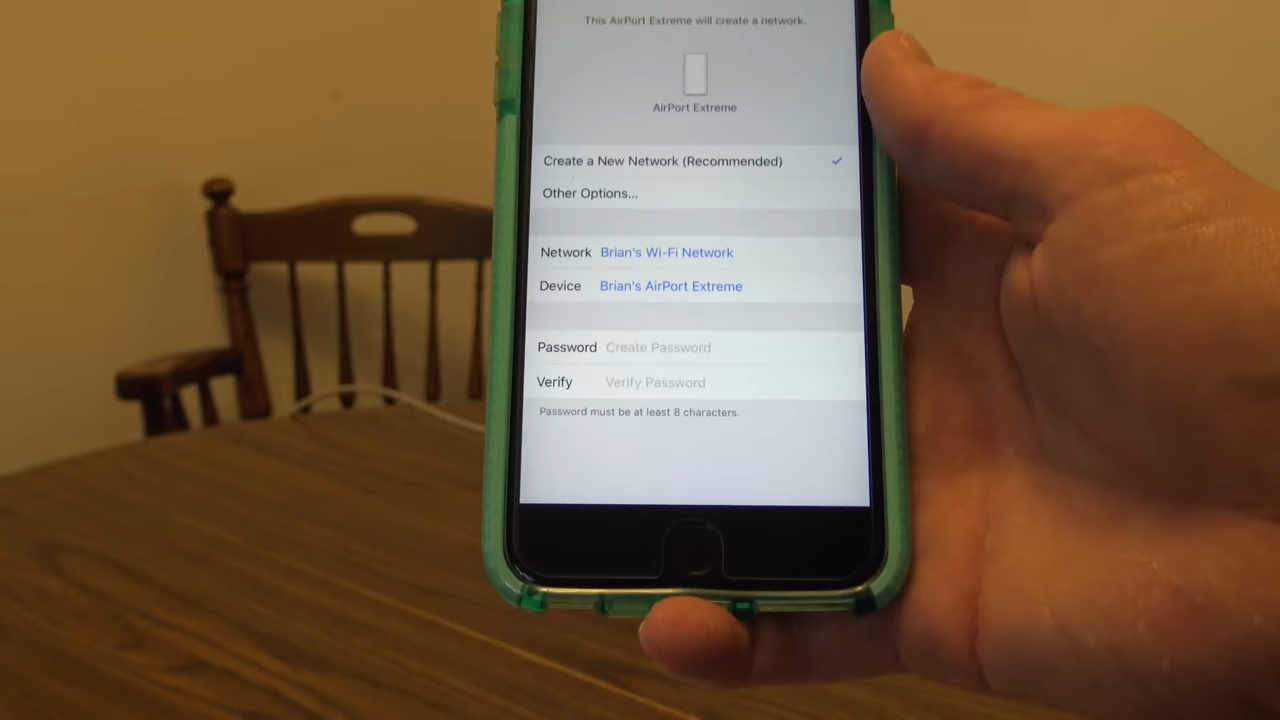 This AirPort Extreme will create a network.
AirPort Extreme
Create a New Network (Recommended)
Other Options...
Network Brian's Wi-Fi Network
Device Brian's AirPort Extreme
Password Create Password
Verify Verify Password
Password must be at least 8 characters.